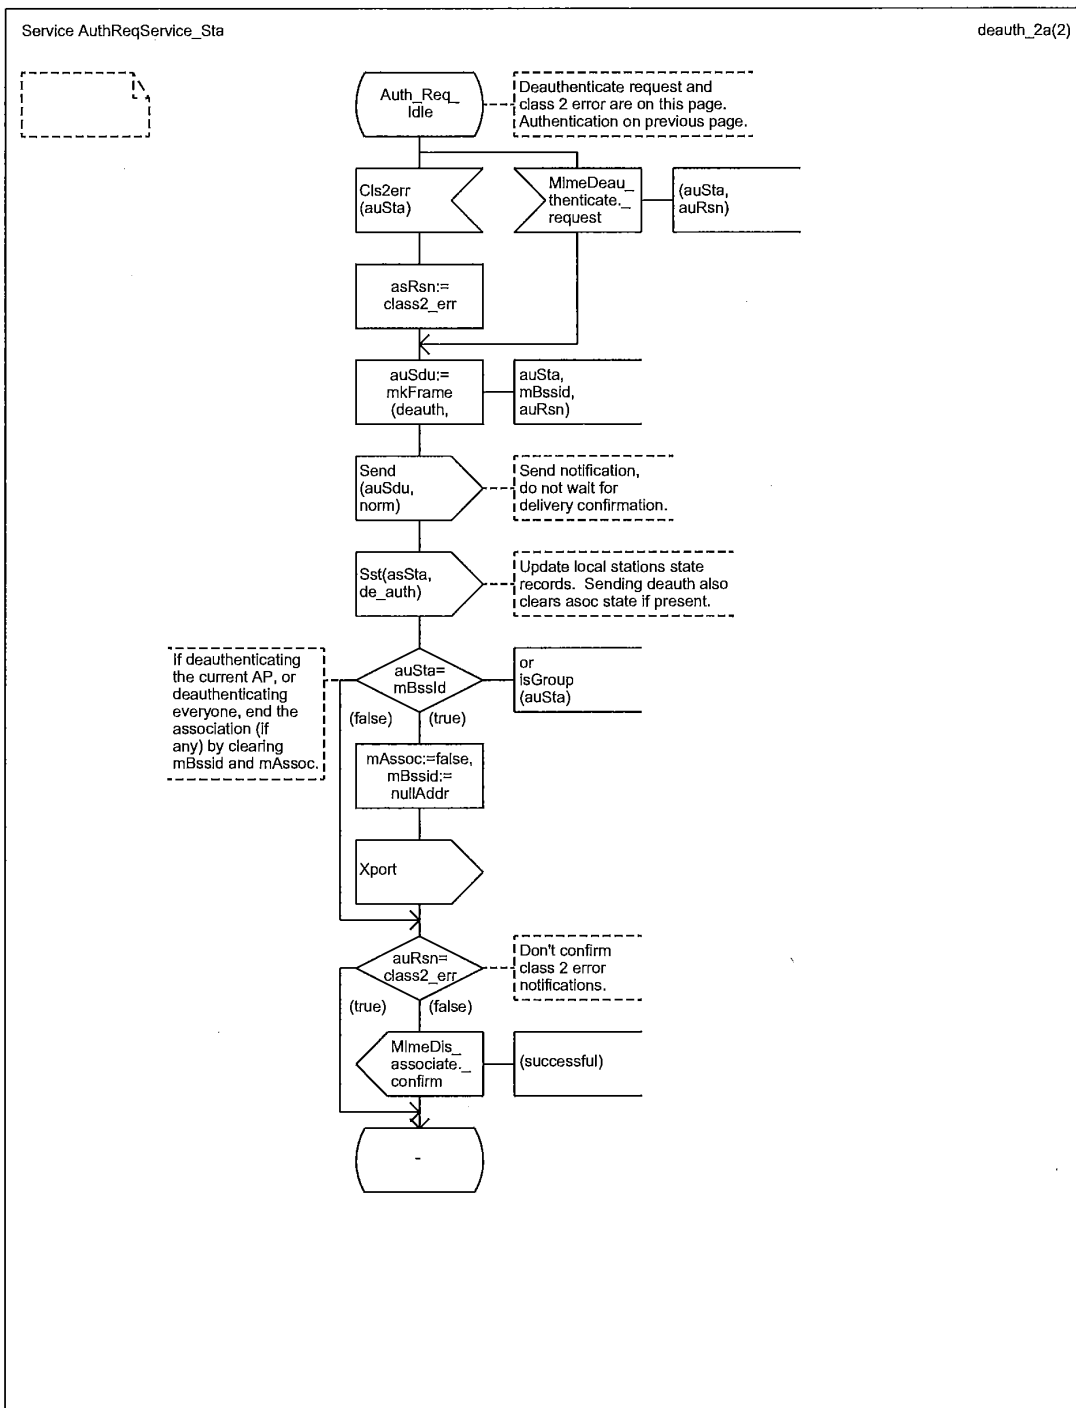 Service AuthReqService_Sta
deauth_2a(2)
Auth_Req_
Idle
Deauthenticate request and
class 2 error are on this page.
Authentication on previous page.
Cls2err
(auSta)
MlmeDeau_
thenticate._
request
(auSta,
auRsn)
asRsn:=
class2_err
auSdu:=
mkFrame
(deauth,
auSta,
mBssid,
auRsn)
Send
(auSdu,
norm)
Send notification,
do not wait for
delivery confirmation.
Sst(asSta,
de_auth)
Update local stations state
records. Sending deauth also
clears asoc state if present.
If deauthenticating
the current AP, or
deauthenticating
everyone, end the
association (if
any) by clearing
mBssid and mAssoc.
auSta=
mBssId
or
isGroup
(auSta)
(false)
(true)
mAssoc:=false,
mBssid:=
nullAddr
Xport
auRsn=
class2_err
Don't confirm
class 2 error
notifications.
(true)
(false)
MlmeDis_
associate._
confirm
(successful)
-